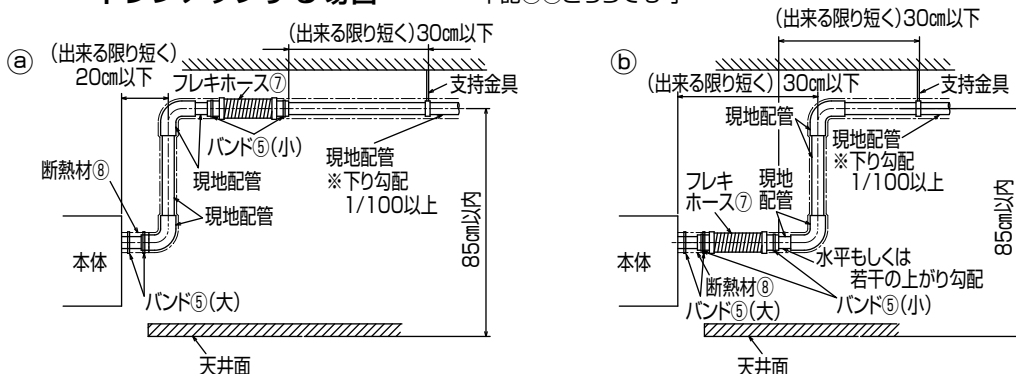 ⓐ
(出来る限り短く)
20㎝以下
(出来る限り短く)30㎝以下
フレキホース⑦
支持金具
バンド⑤(小)
現地配管
※下り勾配
1/100以上
断熱材⑧
現地配管
現地配管
85㎝以内
本体
バンド⑤(大)
天井面
ⓑ
(出来る限り短く)30㎝以下
(出来る限り短く)30㎝以下
支持金具
現地配管
現地配管
※下り勾配
1/100以上
フレキ
ホース⑦
現地
配管
85㎝以内
本体
水平もしくは
若干の上がり勾配
断熱材⑧
バンド⑤(大)
バンド⑤(小)
天井面